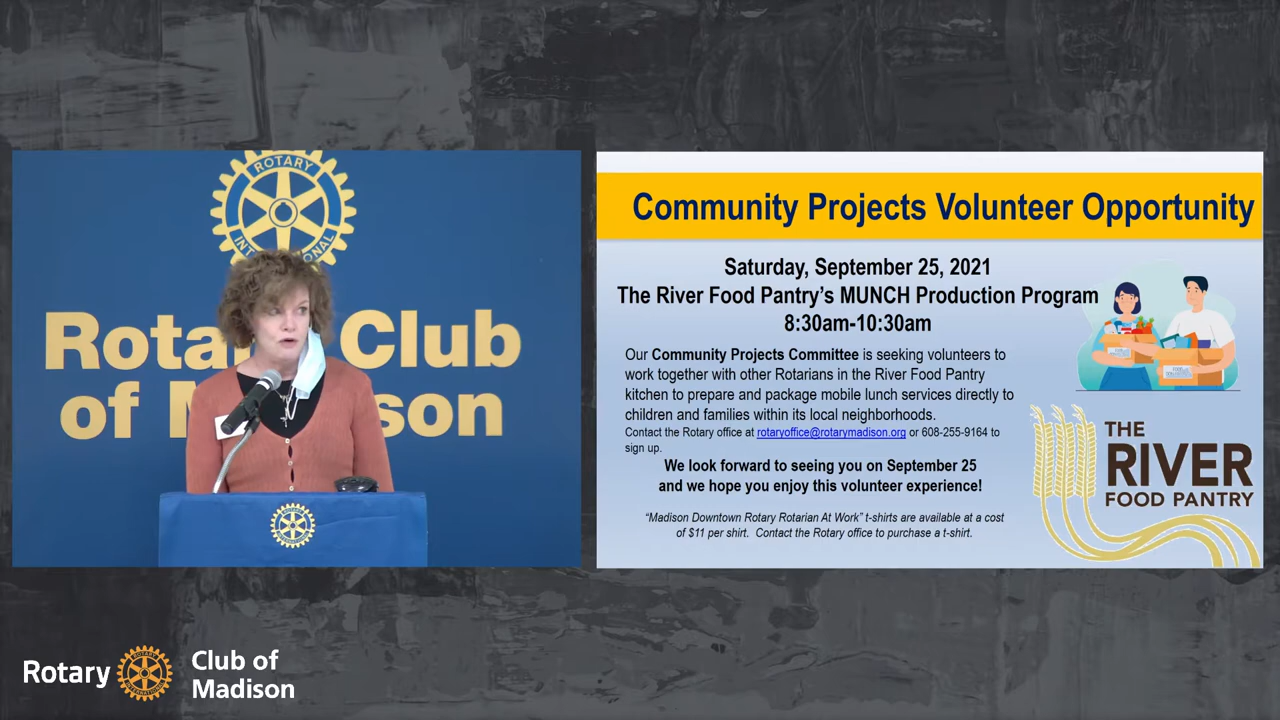 ROTARY
INTERNATIONAL
Rotary Club
of Madison
Community Projects Volunteer Opportunity
Saturday, September 25, 2021
The River Food Pantry’s MUNCH Production Program
8:30am-10:30am
Our Community Projects Committee is seeking volunteers to
work together with other Rotarians in the River Food Pantry
kitchen to prepare and package mobile lunch services directly to
children and families within its local neighborhoods.
Contact the Rotary office at rotaryoffice@rotarymadison.org or 608-255-9164 to
sign up.
We look forward to seeing you on September 25
and we hope you enjoy this volunteer experience!
“Madison Downtown Rotary Rotarian At Work” t-shirts are available at a cost
of $11 per shirt. Contact the Rotary office to purchase a t-shirt.
THE
RIVER
FOOD PANTRY
Rotary
Club of
Madison